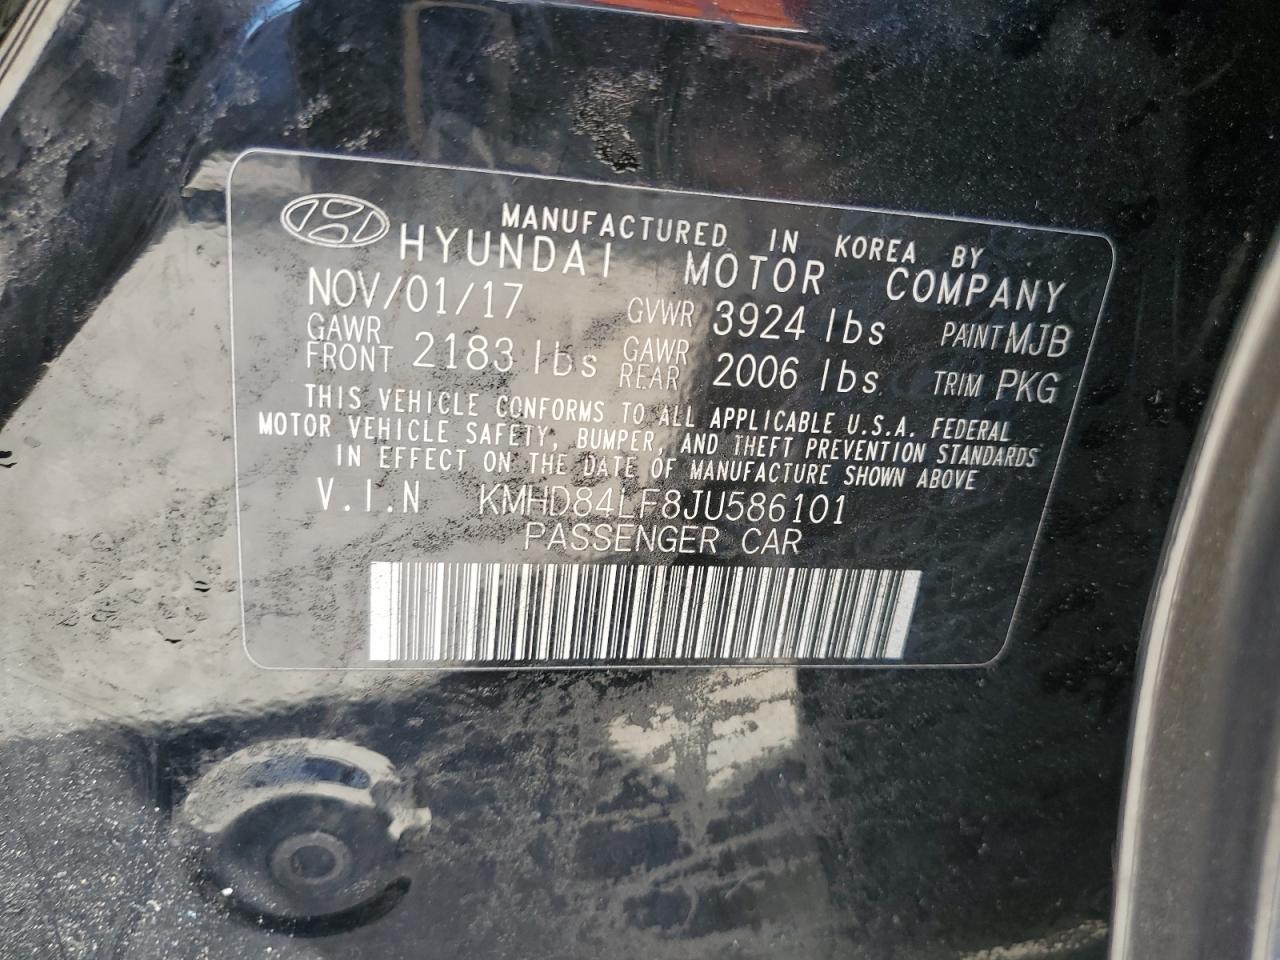 MANUFACTURED IN KOREA BY
HYUNDAI MOTOR COMPANY
NOV/01/17 GVWR 3924 lbs PAINT MJB
GAWR FRONT 2183 lbs GAWR REAR 2006 lbs TRIM PKG
THIS VEHICLE CONFORMS TO ALL APPLICABLE U.S.A. FEDERAL
MOTOR VEHICLE SAFETY, BUMPER, AND THEFT PREVENTION STANDARDS
IN EFFECT ON THE DATE OF MANUFACTURE SHOWN ABOVE
V.I.N KMHD84LF8JU586101
PASSENGER CAR